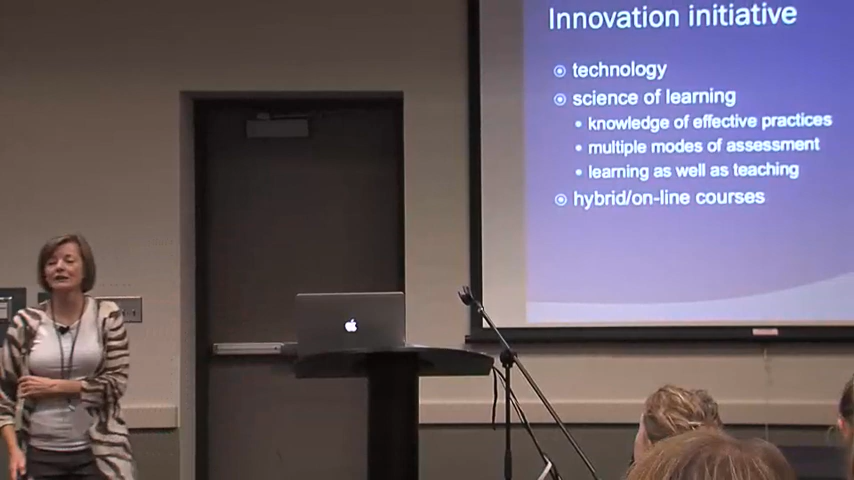 Innovation initiative
technology
science of learning
knowledge of effective practices
multiple modes of assessment
learning as well as teaching
hybrid/on-line courses